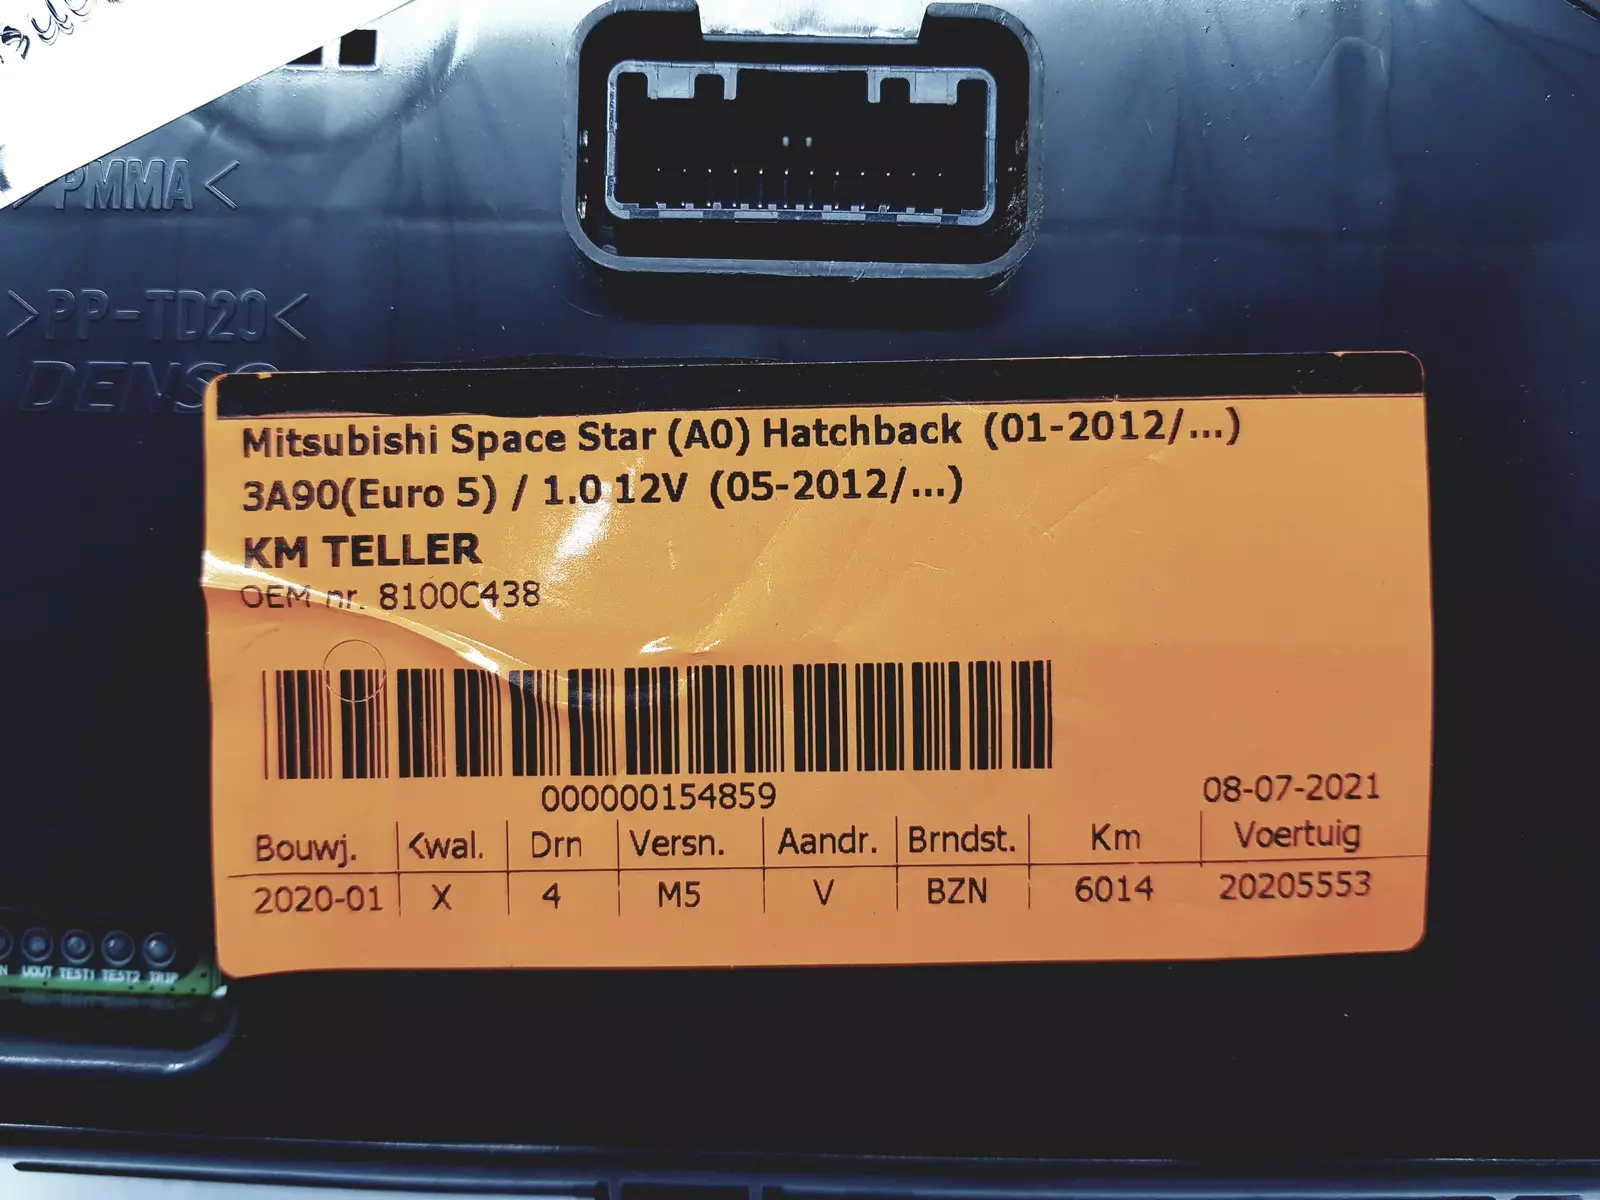 PMMA<
>PP-TD20<
DENSO
Mitsubishi Space Star (A0) Hatchback (01-2012/...)
3A90(Euro 5) / 1.0 12V (05-2012/...)
KM TELLER
OEM nr. 8100C438
000000154859
08-07-2021
Bouwj. Kwal. Drn Versn. Aandr. Brndst. Km Voertuig
2020-01 X 4 M5 V BZN 6014 20205553
VOUT TEST1 TEST2 TRIP